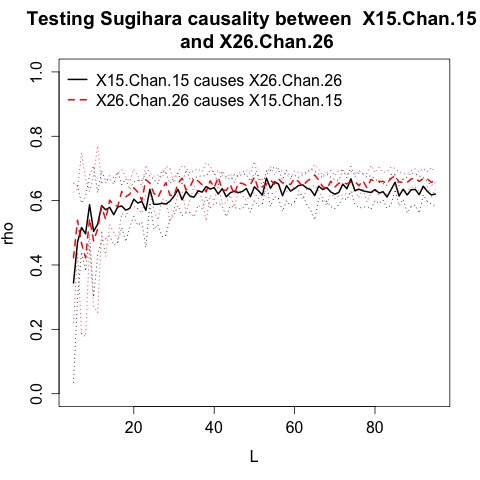 Testing Sugihara causality between  X15.Chan.15
and X26.Chan.26
X15.Chan.15 causes X26.Chan.26
X26.Chan.26 causes X15.Chan.15
1.0
0.8
0.6
0.4
0.2
0.0
rho
20 40 60 80
L